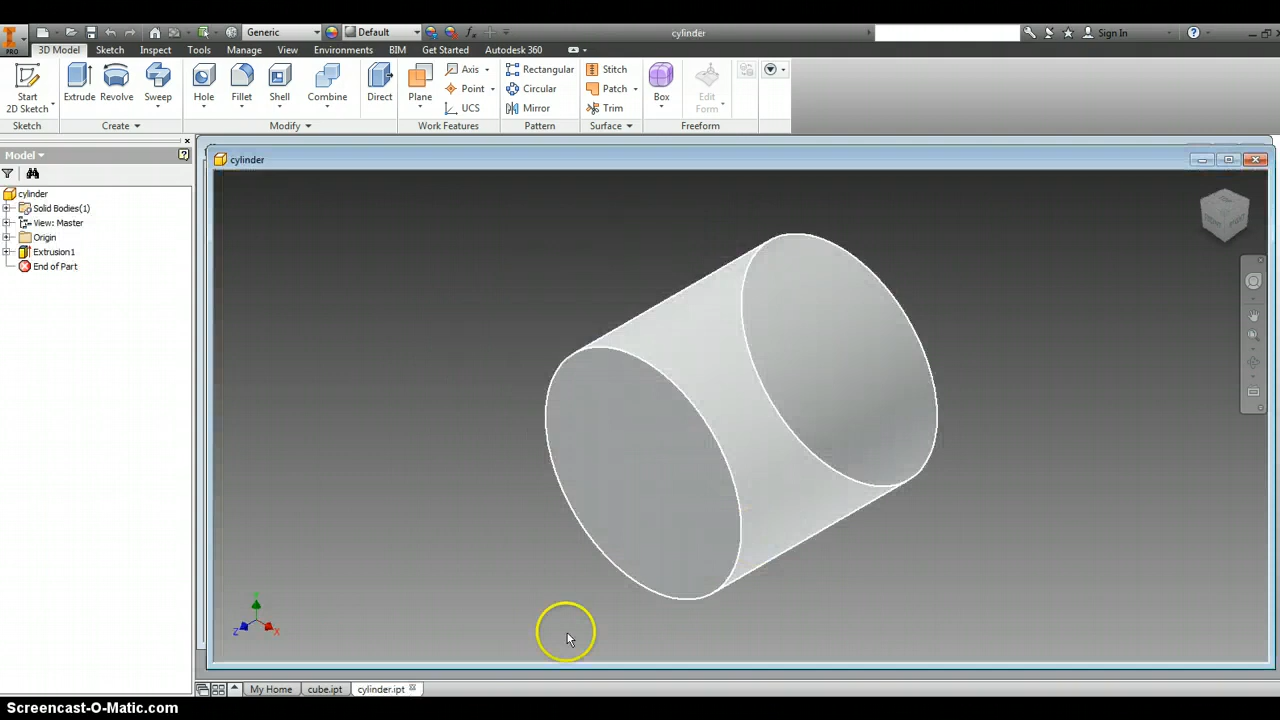 Generic
Default
fx
cylinder
Sign In
PRO
3D Model
Sketch
Inspect
Tools
Manage
View
Environments
BIM
Get Started
Autodesk 360
Start
2D Sketch
Extrude
Revolve
Sweep
Hole
Fillet
Shell
Combine
Direct
Plane
Axis
Point
UCS
Rectangular
Circular
Mirror
Stitch
Patch
Trim
Box
Edit
Form
Sketch
Create
Modify
Work Features
Pattern
Surface
Freeform
Model
cylinder
cylinder
Solid Bodies(1)
View: Master
Origin
Extrusion1
End of Part
Z
X
My Home
cube.ipt
cylinder.ipt
Screencast-O-Matic.com